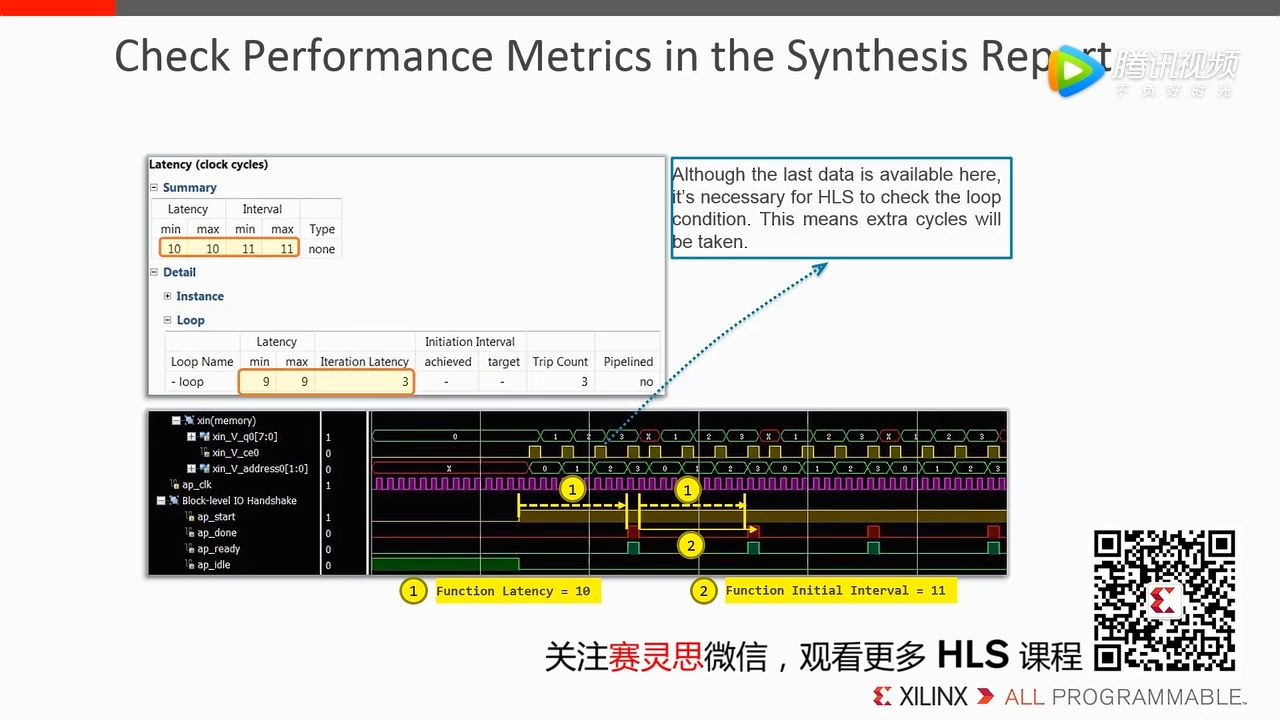 Check Performance Metrics in the Synthesis Report
腾讯视频
不负好时光
Latency (clock cycles)
Summary
Latency Interval
min max min max Type
10 10 11 11 none
Detail
Instance
Loop
Latency Initiation Interval
Loop Name min max Iteration Latency achieved target Trip Count Pipelined
- loop 9 9 3 - - 3 no
Although the last data is available here,
it's necessary for HLS to check the loop
condition. This means extra cycles will
be taken.
xin(memory)
xin_V_q0[7:0] 1 0 1 2 3 X 1 2 3 X 1 2 3 X 1 2 3
xin_V_ce0 0
xin_V_address0[1:0] 0 X 0 1 2 3 0 1 2 3 0 1 2 3 0 1 2 3
ap_clk 1
Block-level IO Handshake
ap_start 1
ap_done 0
ap_ready 0
ap_idle 0
1 1
2
1 Function Latency = 10 2 Function Initial Interval = 11
关注赛灵思微信，观看更多 HLS 课程
XILINX ALL PROGRAMMABLE™